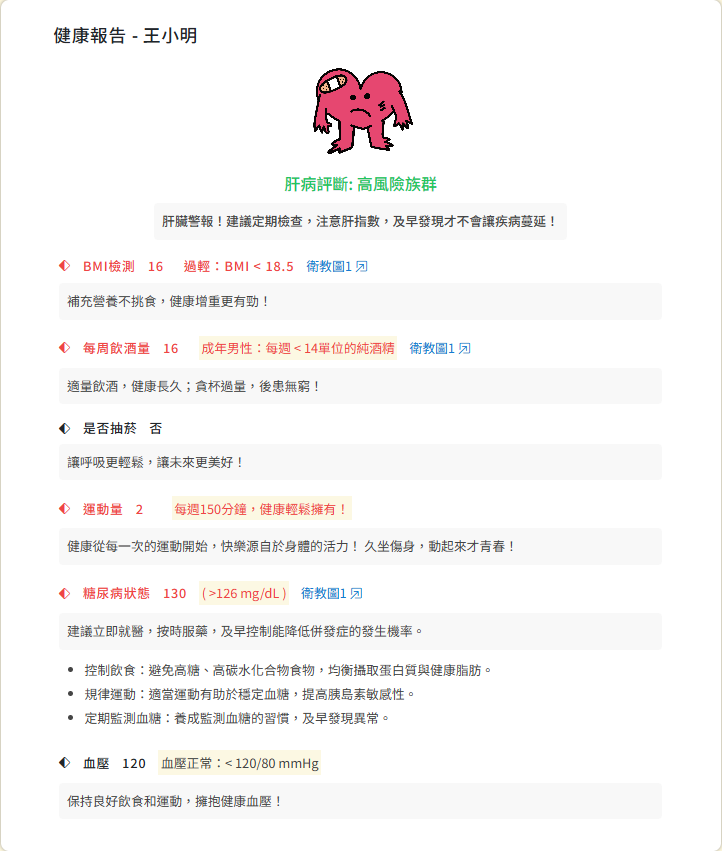 健康報告 - 王小明
肝病評斷: 高風險族群
肝臟警報！建議定期檢查，注意肝指數，及早發現才不會讓疾病蔓延！
BMI檢測 16 過輕：BMI < 18.5 衛教圖1
補充營養不挑食，健康增重更有勁！
每周飲酒量 16 成年男性：每週 < 14單位的純酒精 衛教圖1
適量飲酒，健康長久；貪杯過量，後患無窮！
是否抽菸 否
讓呼吸更輕鬆，讓未來更美好！
運動量 2 每週150分鐘，健康輕鬆擁有！
健康從每一次的運動開始，快樂源自於身體的活力！ 久坐傷身，動起來才青春！
糖尿病狀態 130 ( >126 mg/dL ) 衛教圖1
建議立即就醫，按時服藥，及早控制能降低併發症的發生機率。
• 控制飲食：避免高糖、高碳水化合物食物，均衡攝取蛋白質與健康脂肪。
• 規律運動：適當運動有助於穩定血糖，提高胰島素敏感性。
• 定期監測血糖：養成監測血糖的習慣，及早發現異常。
血壓 120 血壓正常：< 120/80 mmHg
保持良好飲食和運動，擁抱健康血壓！